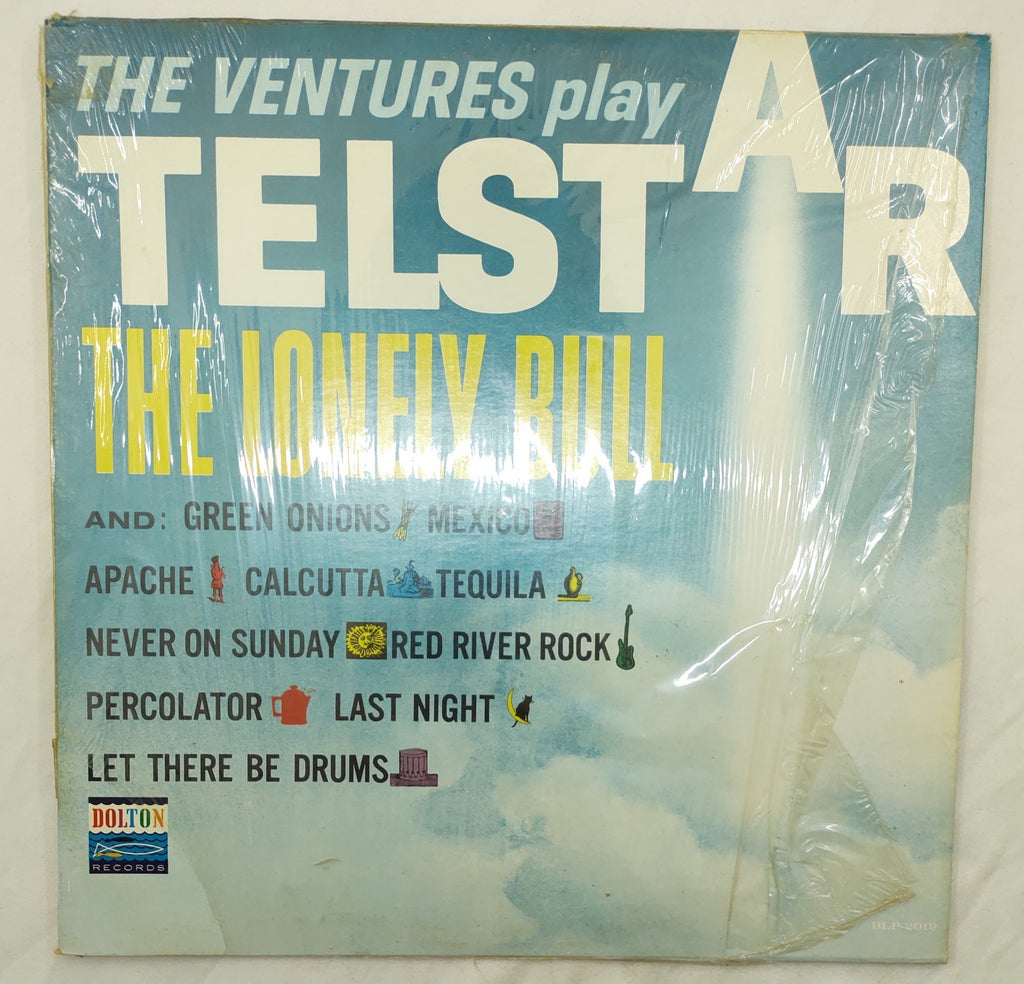 THE VENTURES play
TELSTAR
THE LONELY BULL
AND: GREEN ONIONS MEXICO
APACHE CALCUTTA TEQUILA
NEVER ON SUNDAY RED RIVER ROCK
PERCOLATOR LAST NIGHT
LET THERE BE DRUMS
DOLTON
RECORDS
BLP-2019